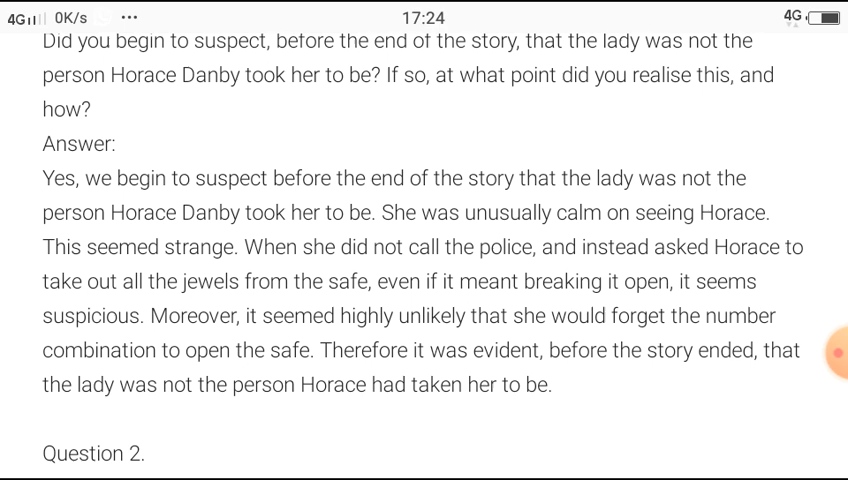 4G 0K/s ... 17:24 4G
Did you begin to suspect, before the end of the story, that the lady was not the
person Horace Danby took her to be? If so, at what point did you realise this, and
how?
Answer:
Yes, we begin to suspect before the end of the story that the lady was not the
person Horace Danby took her to be. She was unusually calm on seeing Horace.
This seemed strange. When she did not call the police, and instead asked Horace to
take out all the jewels from the safe, even if it meant breaking it open, it seems
suspicious. Moreover, it seemed highly unlikely that she would forget the number
combination to open the safe. Therefore it was evident, before the story ended, that
the lady was not the person Horace had taken her to be.
Question 2.